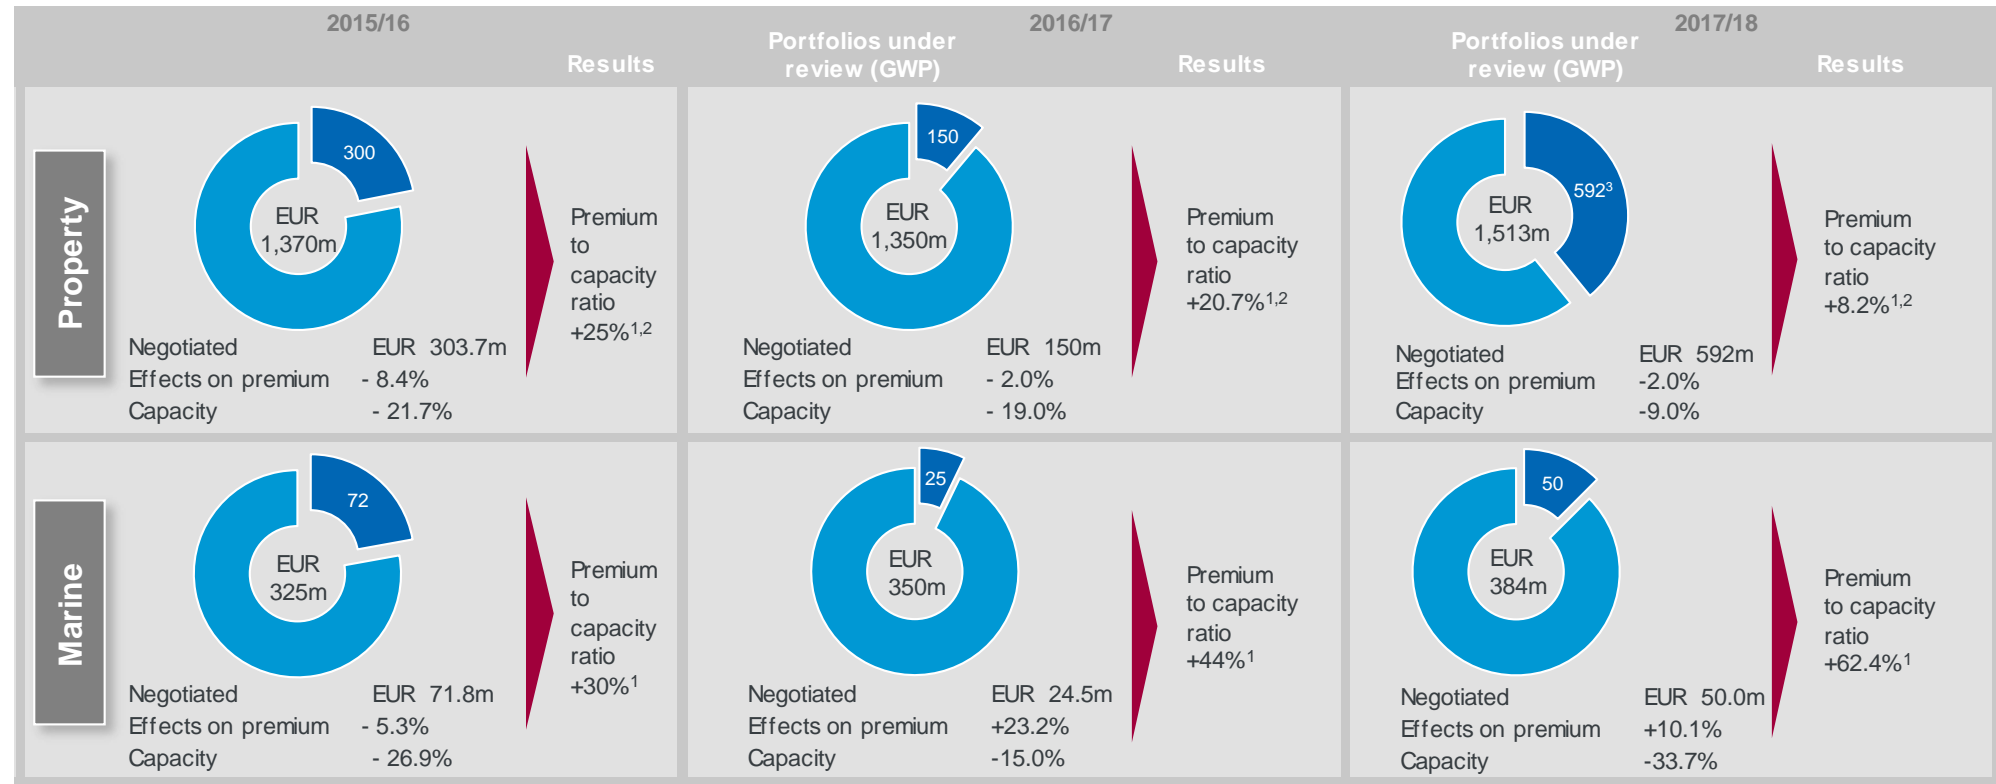 2015/16
Results
2016/17
Portfolios under
review (GWP)
Results
2017/18
Portfolios under
review (GWP)
Results
Property
300
EUR
1,370m
Negotiated EUR 303.7m
Effects on premium - 8.4%
Capacity - 21.7%
Premium
to
capacity
ratio
+25%1,2
150
EUR
1,350m
Negotiated EUR 150m
Effects on premium - 2.0%
Capacity - 19.0%
Premium
to capacity
ratio
+20.7%1,2
592³
EUR
1,513m
Negotiated EUR 592m
Effects on premium -2.0%
Capacity -9.0%
Premium
to capacity
ratio
+8.2%1,2
Marine
72
EUR
325m
Negotiated EUR 71.8m
Effects on premium - 5.3%
Capacity - 26.9%
Premium
to
capacity
ratio
+30%¹
25
EUR
350m
Negotiated EUR 24.5m
Effects on premium +23.2%
Capacity -15.0%
Premium
to capacity
ratio
+44%¹
50
EUR
384m
Negotiated EUR 50.0m
Effects on premium +10.1%
Capacity -33.7%
Premium
to capacity
ratio
+62.4%¹